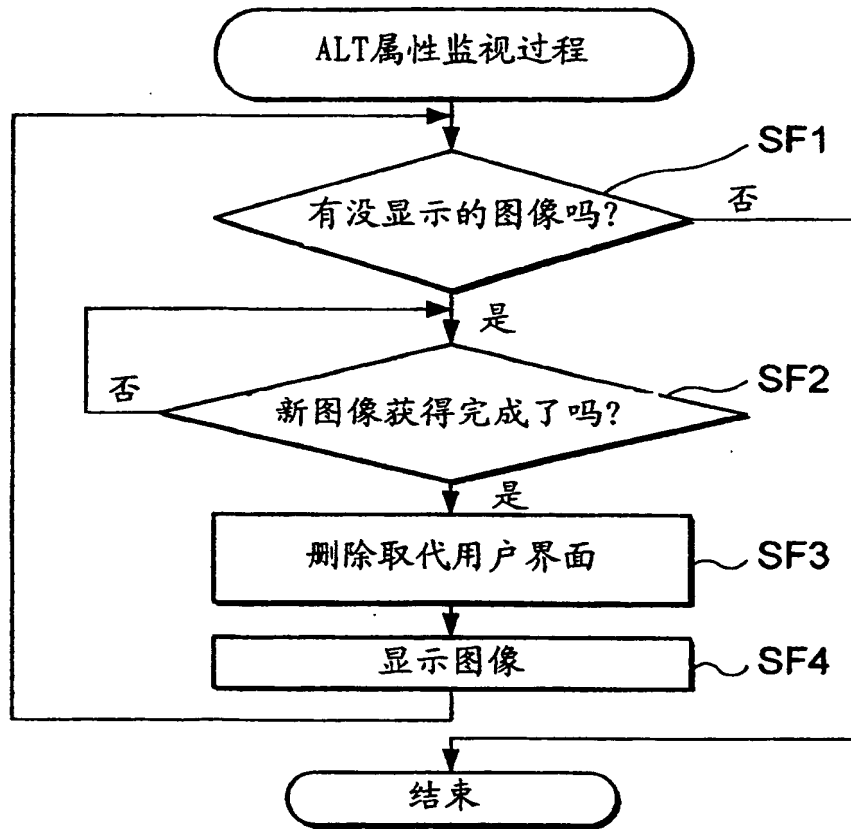 ALT属性监视过程
SF1
有没显示的图像吗?
否
是
SF2
否
新图像获得完成了吗?
是
删除取代用户界面
SF3
显示图像
SF4
结束